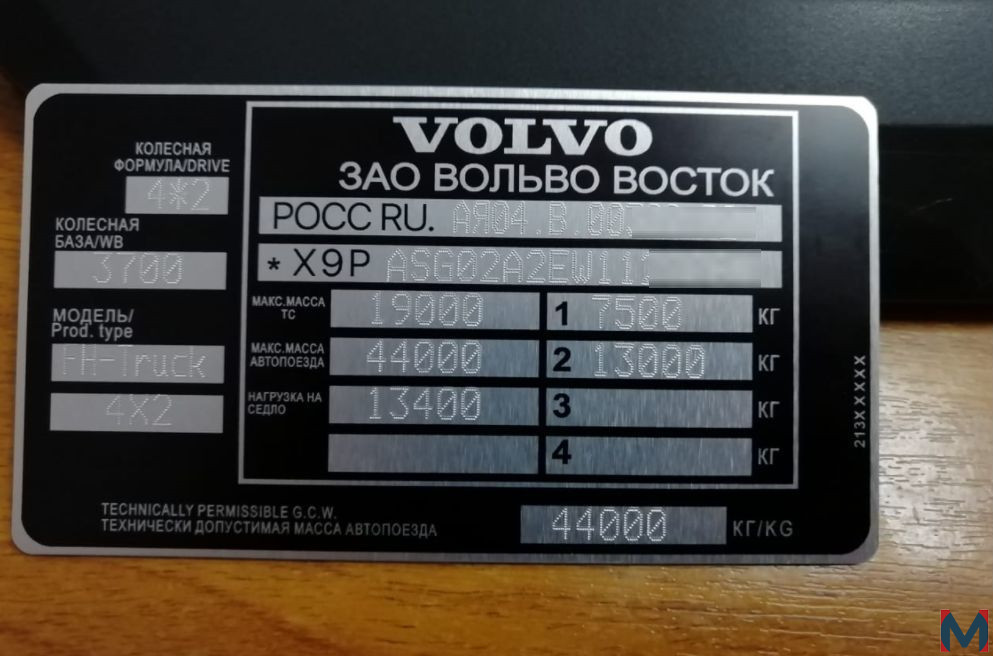 КОЛЕСНАЯ
ФОРМУЛА/DRIVE
4*2
КОЛЕСНАЯ
БАЗА/WB
3700
МОДЕЛЬ/
Prod. type
FH-Truck
4X2
VOLVO
ЗАО ВОЛЬВО ВОСТОК
РОСС RU. АЯ04.В.00
* X9P ASG02A2EW11
МАКС.МАССА ТС 19000 1 7500 КГ
МАКС.МАССА АВТОПОЕЗДА 44000 2 13000 КГ
НАГРУЗКА НА СЕДЛО 13400 3 КГ
4 КГ
213XXXXXX
TECHNICALLY PERMISSIBLE G.C.W.
ТЕХНИЧЕСКИ ДОПУСТИМАЯ МАССА АВТОПОЕЗДА 44000 КГ/KG
M